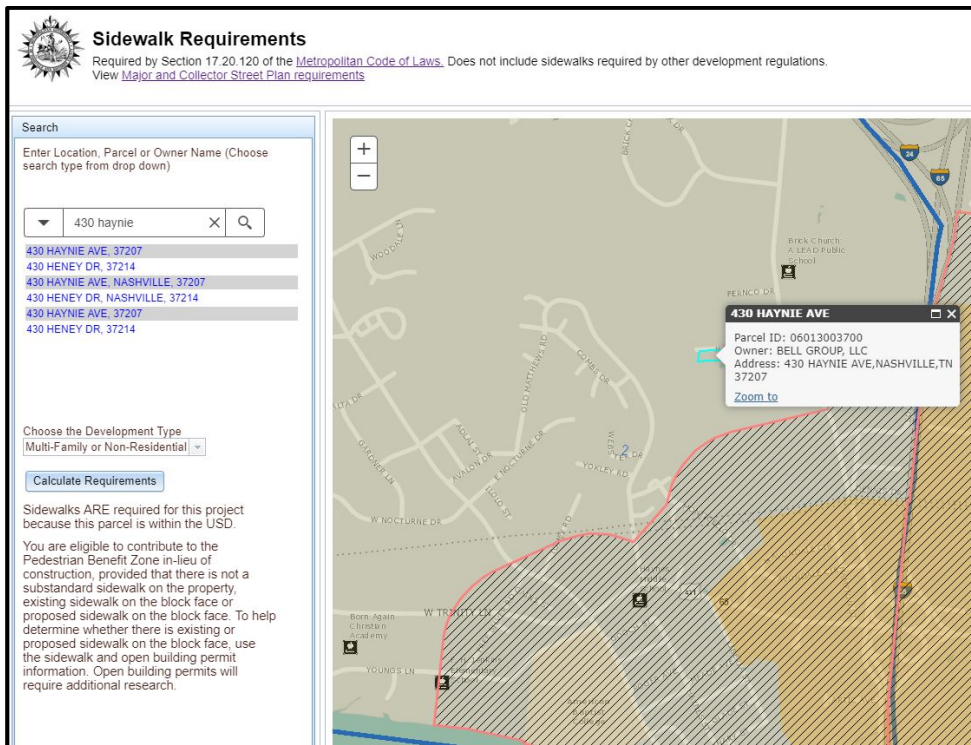 Sidewalk Requirements
Required by Section 17.20.120 of the Metropolitan Code of Laws. Does not include sidewalks required by other development regulations.
View Major and Collector Street Plan requirements
Search
Enter Location, Parcel or Owner Name (Choose
search type from drop down)
430 haynie
430 HAYNIE AVE, 37207
430 HENEY DR, 37214
430 HAYNIE AVE, NASHVILLE, 37207
430 HENEY DR, NASHVILLE, 37214
430 HAYNIE AVE, 37207
430 HENEY DR, 37214
Choose the Development Type
Multi-Family or Non-Residential
Calculate Requirements
Sidewalks ARE required for this project
because this parcel is within the USD.
You are eligible to contribute to the
Pedestrian Benefit Zone in-lieu of
construction, provided that there is not a
substandard sidewalk on the property,
existing sidewalk on the block face or
proposed sidewalk on the block face. To help
determine whether there is existing or
proposed sidewalk on the block face, use
the sidewalk and open building permit
information. Open building permits will
require additional research.
+
−
24
65
Brick Church:
A LEAD Public
School
FERNCO DR
430 HAYNIE AVE
Parcel ID: 06013003700
Owner: BELL GROUP, LLC
Address: 430 HAYNIE AVE,NASHVILLE,TN
37207
Zoom to
OLD MATTHEWS RD
COMBS DR
GARDNER LN
AVALON DR
E NOCTURNE DR
YOKLEY RD
2
W NOCTURNE DR
Haynes
Middle
School
W TRINITY LN
Born Again
Christian
Academy
YOUNGS LN
School
American
Baptist
College